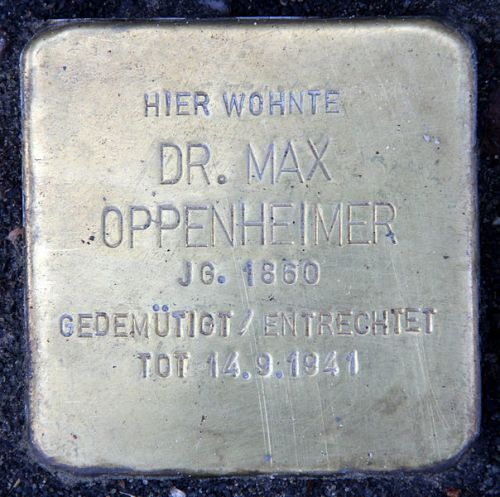 HIER WOHNTE
DR. MAX
OPPENHEIMER
JG. 1860
GEDEMÜTIGT / ENTRECHTET
TOT 14.9.1941